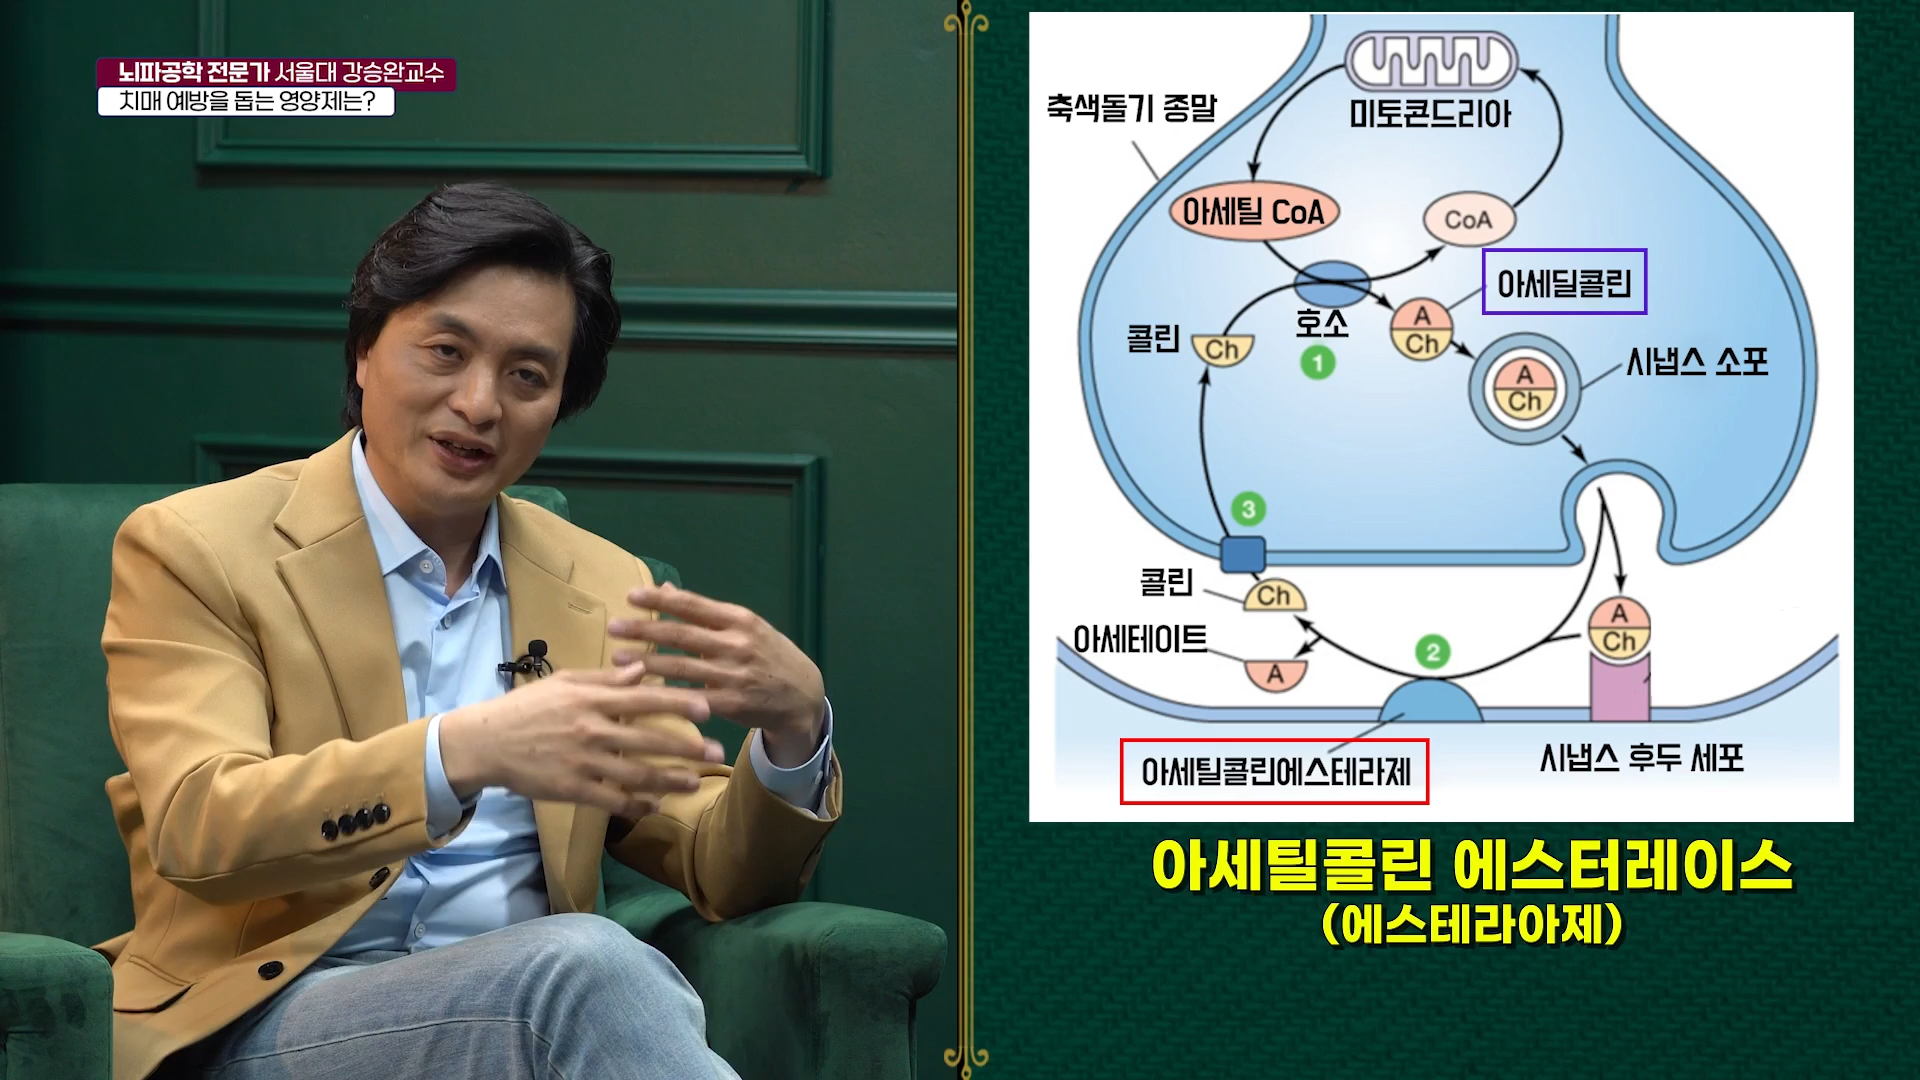 뇌파공학 전문가 서울대 강승완교수
치매 예방을 돕는 영양제는?
축색돌기 종말
미토콘드리아
아세틸 CoA
CoA
아세딜콜린
콜린
Ch
호소
1
A
Ch
시냅스 소포
A
Ch
3
콜린
Ch
A
Ch
아세테이트
A
2
아세틸콜린에스테라제
시냅스 후두 세포
아세틸콜린 에스터레이스
(에스테라아제)